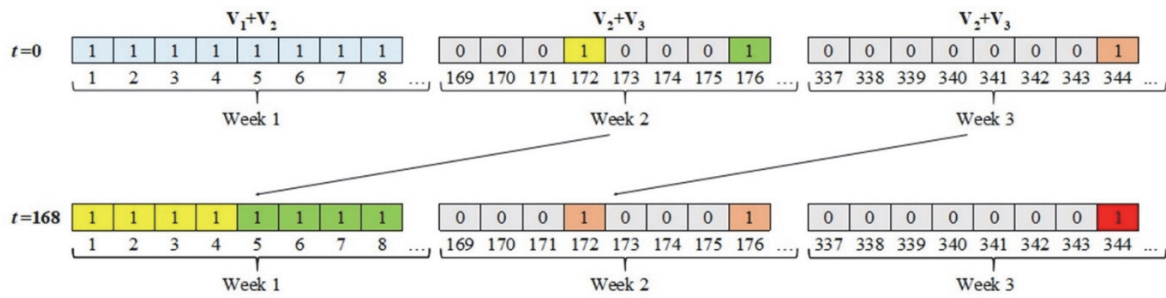 V1+V2 V2+V3 V2+V3
t=0 1 1 1 1 1 1 1 1 0 0 0 1 0 0 0 1 0 0 0 0 0 0 0 1
1 2 3 4 5 6 7 8 ... 169 170 171 172 173 174 175 176 ... 337 338 339 340 341 342 343 344 ...
Week 1 Week 2 Week 3
t=168 1 1 1 1 1 1 1 1 0 0 0 1 0 0 0 1 0 0 0 0 0 0 0 1
1 2 3 4 5 6 7 8 ... 169 170 171 172 173 174 175 176 ... 337 338 339 340 341 342 343 344 ...
Week 1 Week 2 Week 3